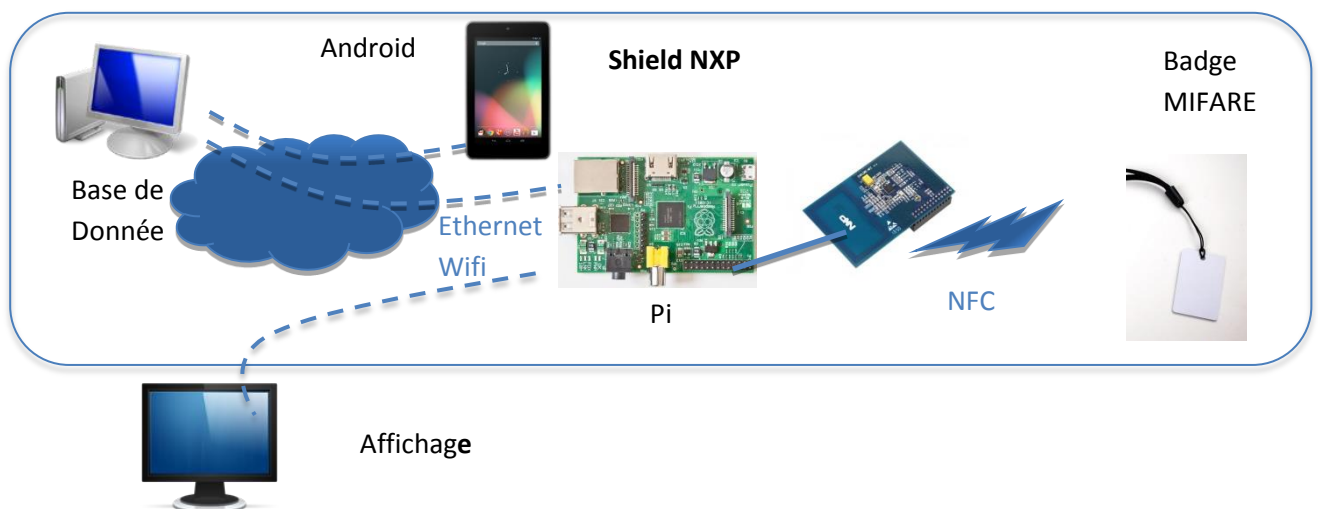 Android
Shield NXP
Badge
MIFARE
Base de
Donnée
Ethernet
Wifi
Pi
NFC
Affichage